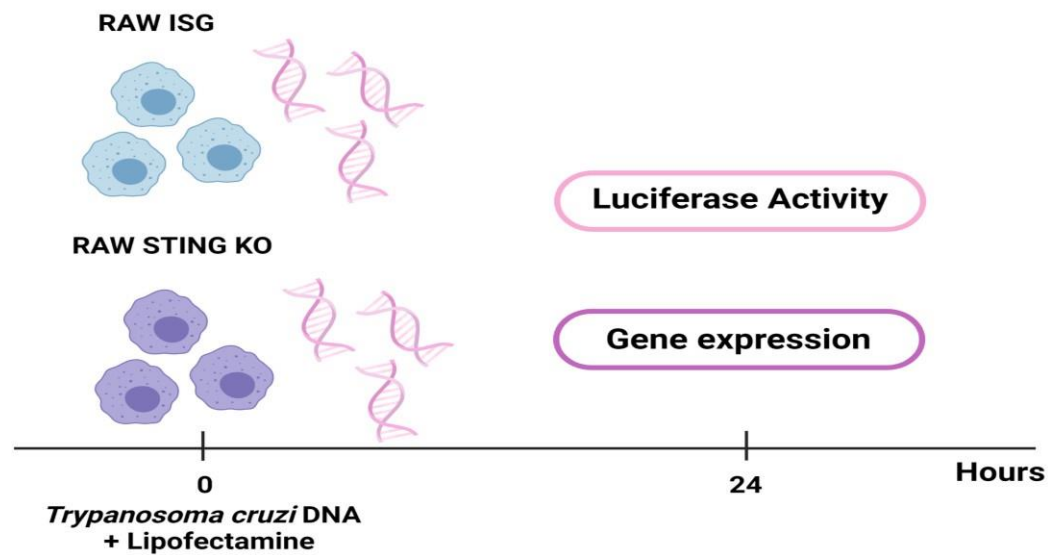 RAW ISG
Luciferase Activity
RAW STING KO
Gene expression
0
24
Hours
Trypanosoma cruzi DNA
+ Lipofectamine